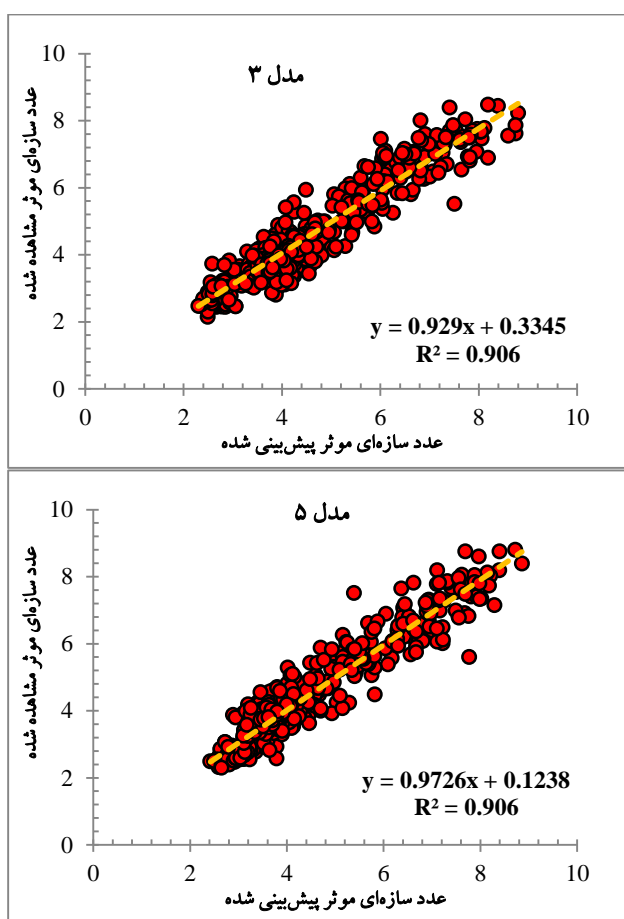 مدل ۳
عدد سازه‌ای موثر مشاهده شده
10
8
6
4
2
0
y = 0.929x + 0.3345
R² = 0.906
0 2 4 6 8 10
عدد سازه‌ای موثر پیش‌بینی شده
مدل ۵
عدد سازه‌ای موثر مشاهده شده
10
8
6
4
2
0
y = 0.9726x + 0.1238
R² = 0.906
0 2 4 6 8 10
عدد سازه‌ای موثر پیش‌بینی شده